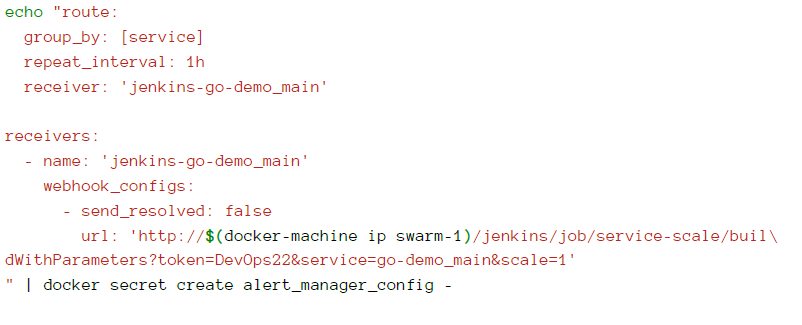 echo "route:
  group_by: [service]
  repeat_interval: 1h
  receiver: 'jenkins-go-demo_main'

receivers:
  - name: 'jenkins-go-demo_main'
    webhook_configs:
      - send_resolved: false
        url: 'http://$(docker-machine ip swarm-1)/jenkins/job/service-scale/buil\
dWithParameters?token=DevOps22&service=go-demo_main&scale=1'
" | docker secret create alert_manager_config -